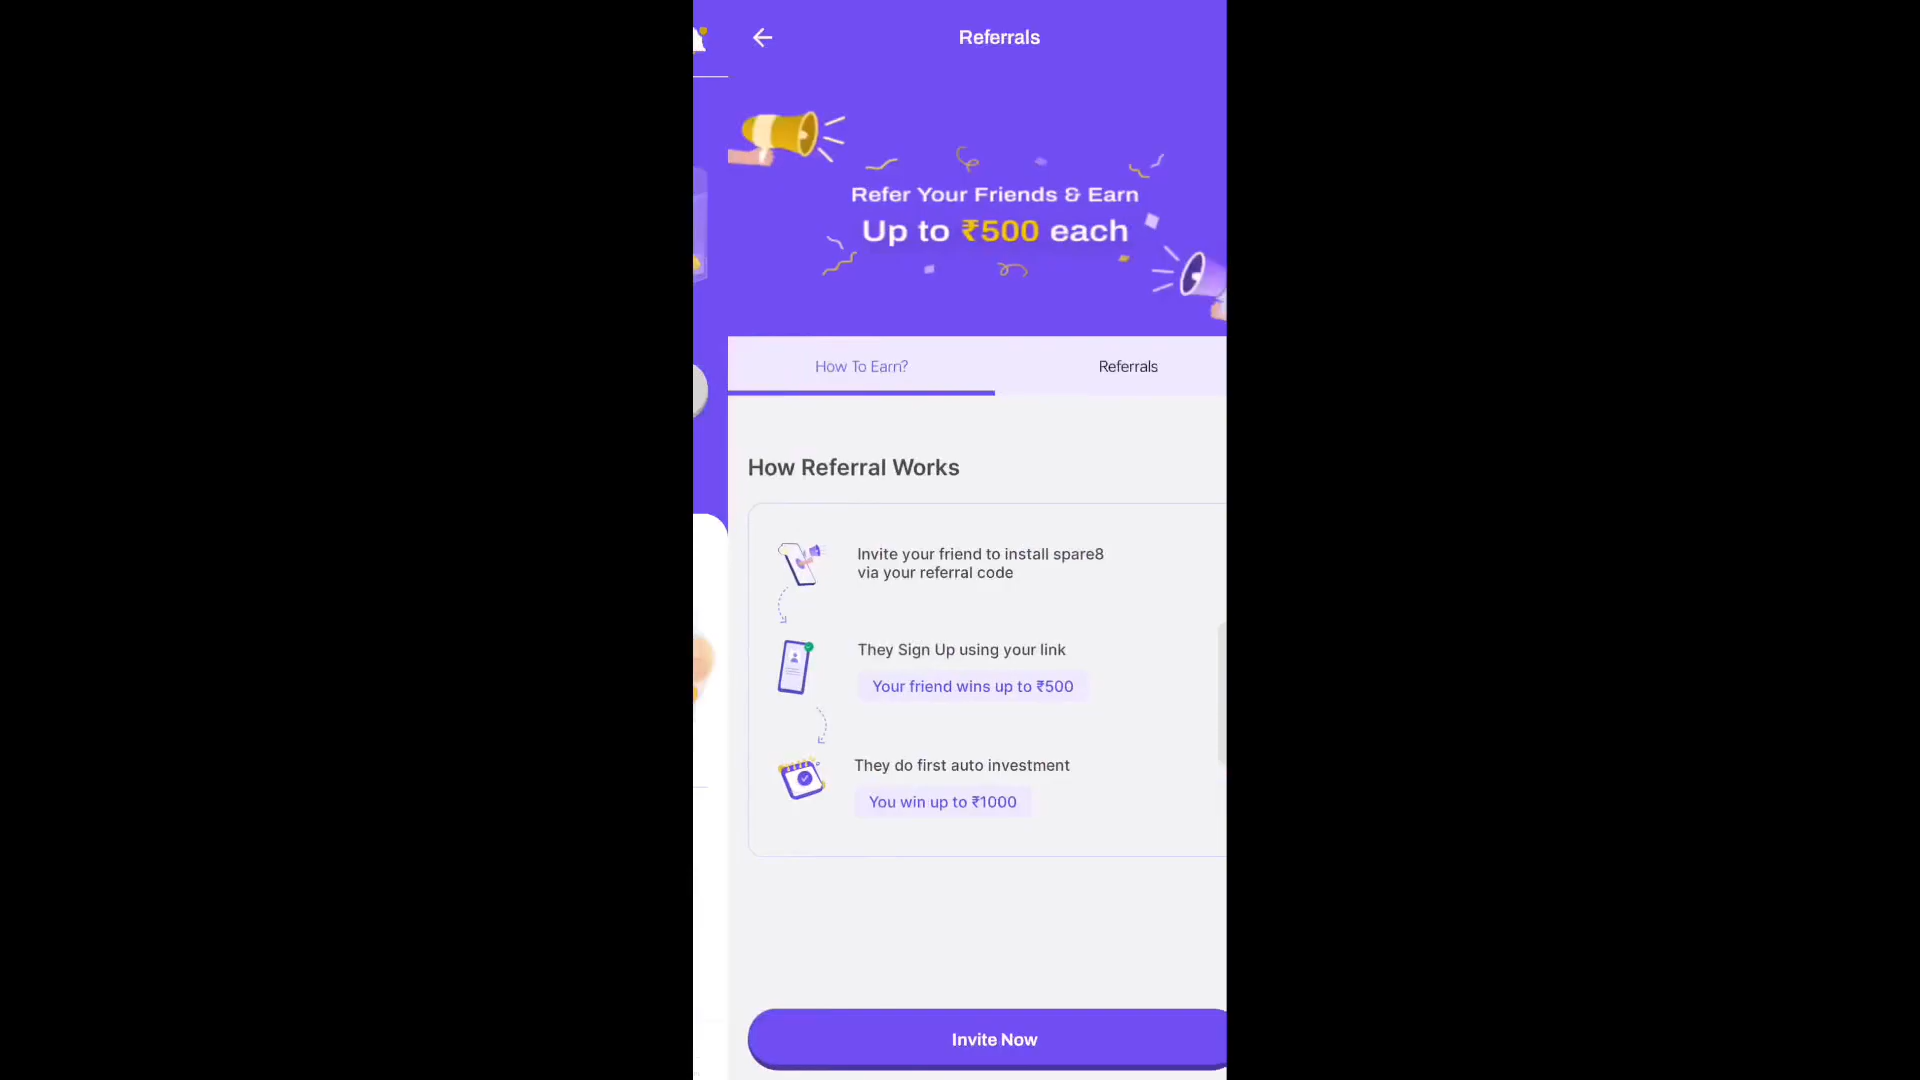 Referrals
Refer Your Friends & Earn
Up to ₹500 each
How To Earn?
Referrals
How Referral Works
Invite your friend to install spare8
via your referral code
They Sign Up using your link
Your friend wins up to ₹500
They do first auto investment
You win up to ₹1000
Invite Now